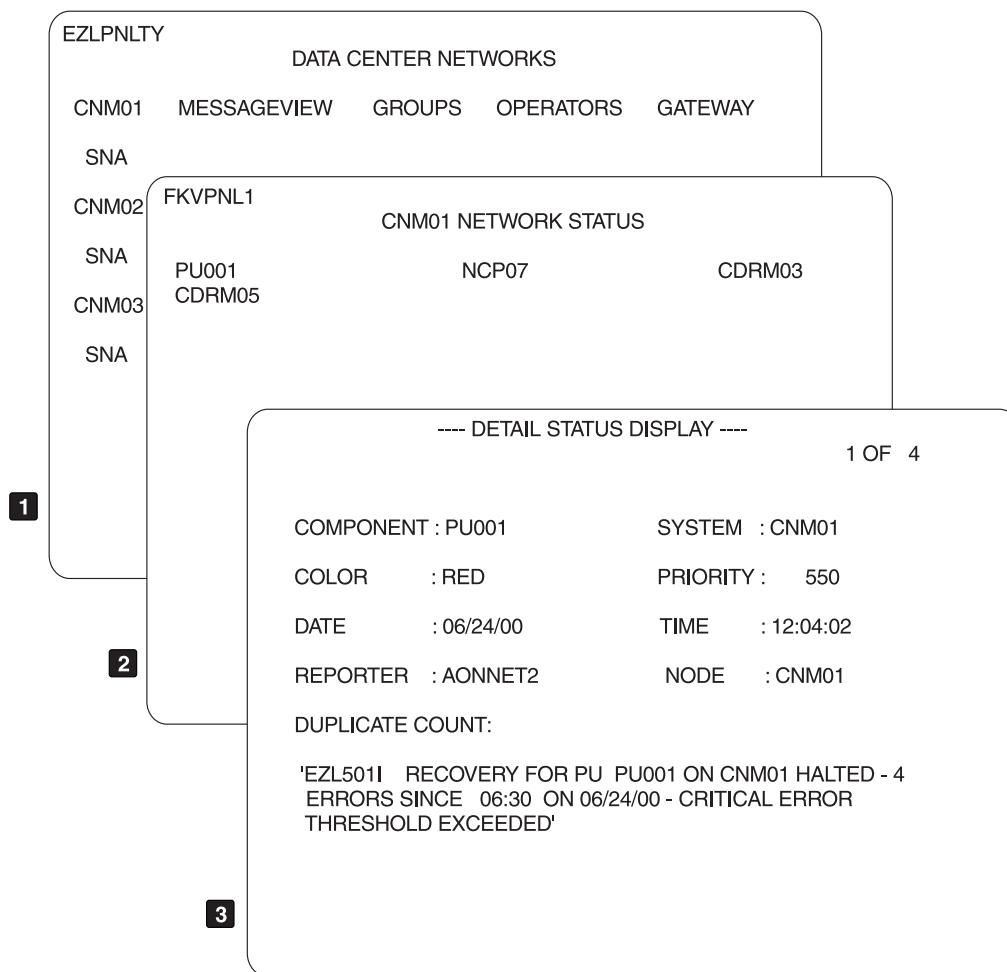 EZLPNLTY
DATA CENTER NETWORKS
CNM01 MESSAGEVIEW GROUPS OPERATORS GATEWAY
SNA
CNM02
SNA
CNM03
SNA
1
FKVPNL1
CNM01 NETWORK STATUS
PU001 NCP07 CDRM03
CDRM05
2
---- DETAIL STATUS DISPLAY ----
1 OF 4
COMPONENT : PU001 SYSTEM : CNM01
COLOR : RED PRIORITY : 550
DATE : 06/24/00 TIME : 12:04:02
REPORTER : AONNET2 NODE : CNM01
DUPLICATE COUNT:
'EZL501I RECOVERY FOR PU PU001 ON CNM01 HALTED - 4
ERRORS SINCE 06:30 ON 06/24/00 - CRITICAL ERROR
THRESHOLD EXCEEDED'
3